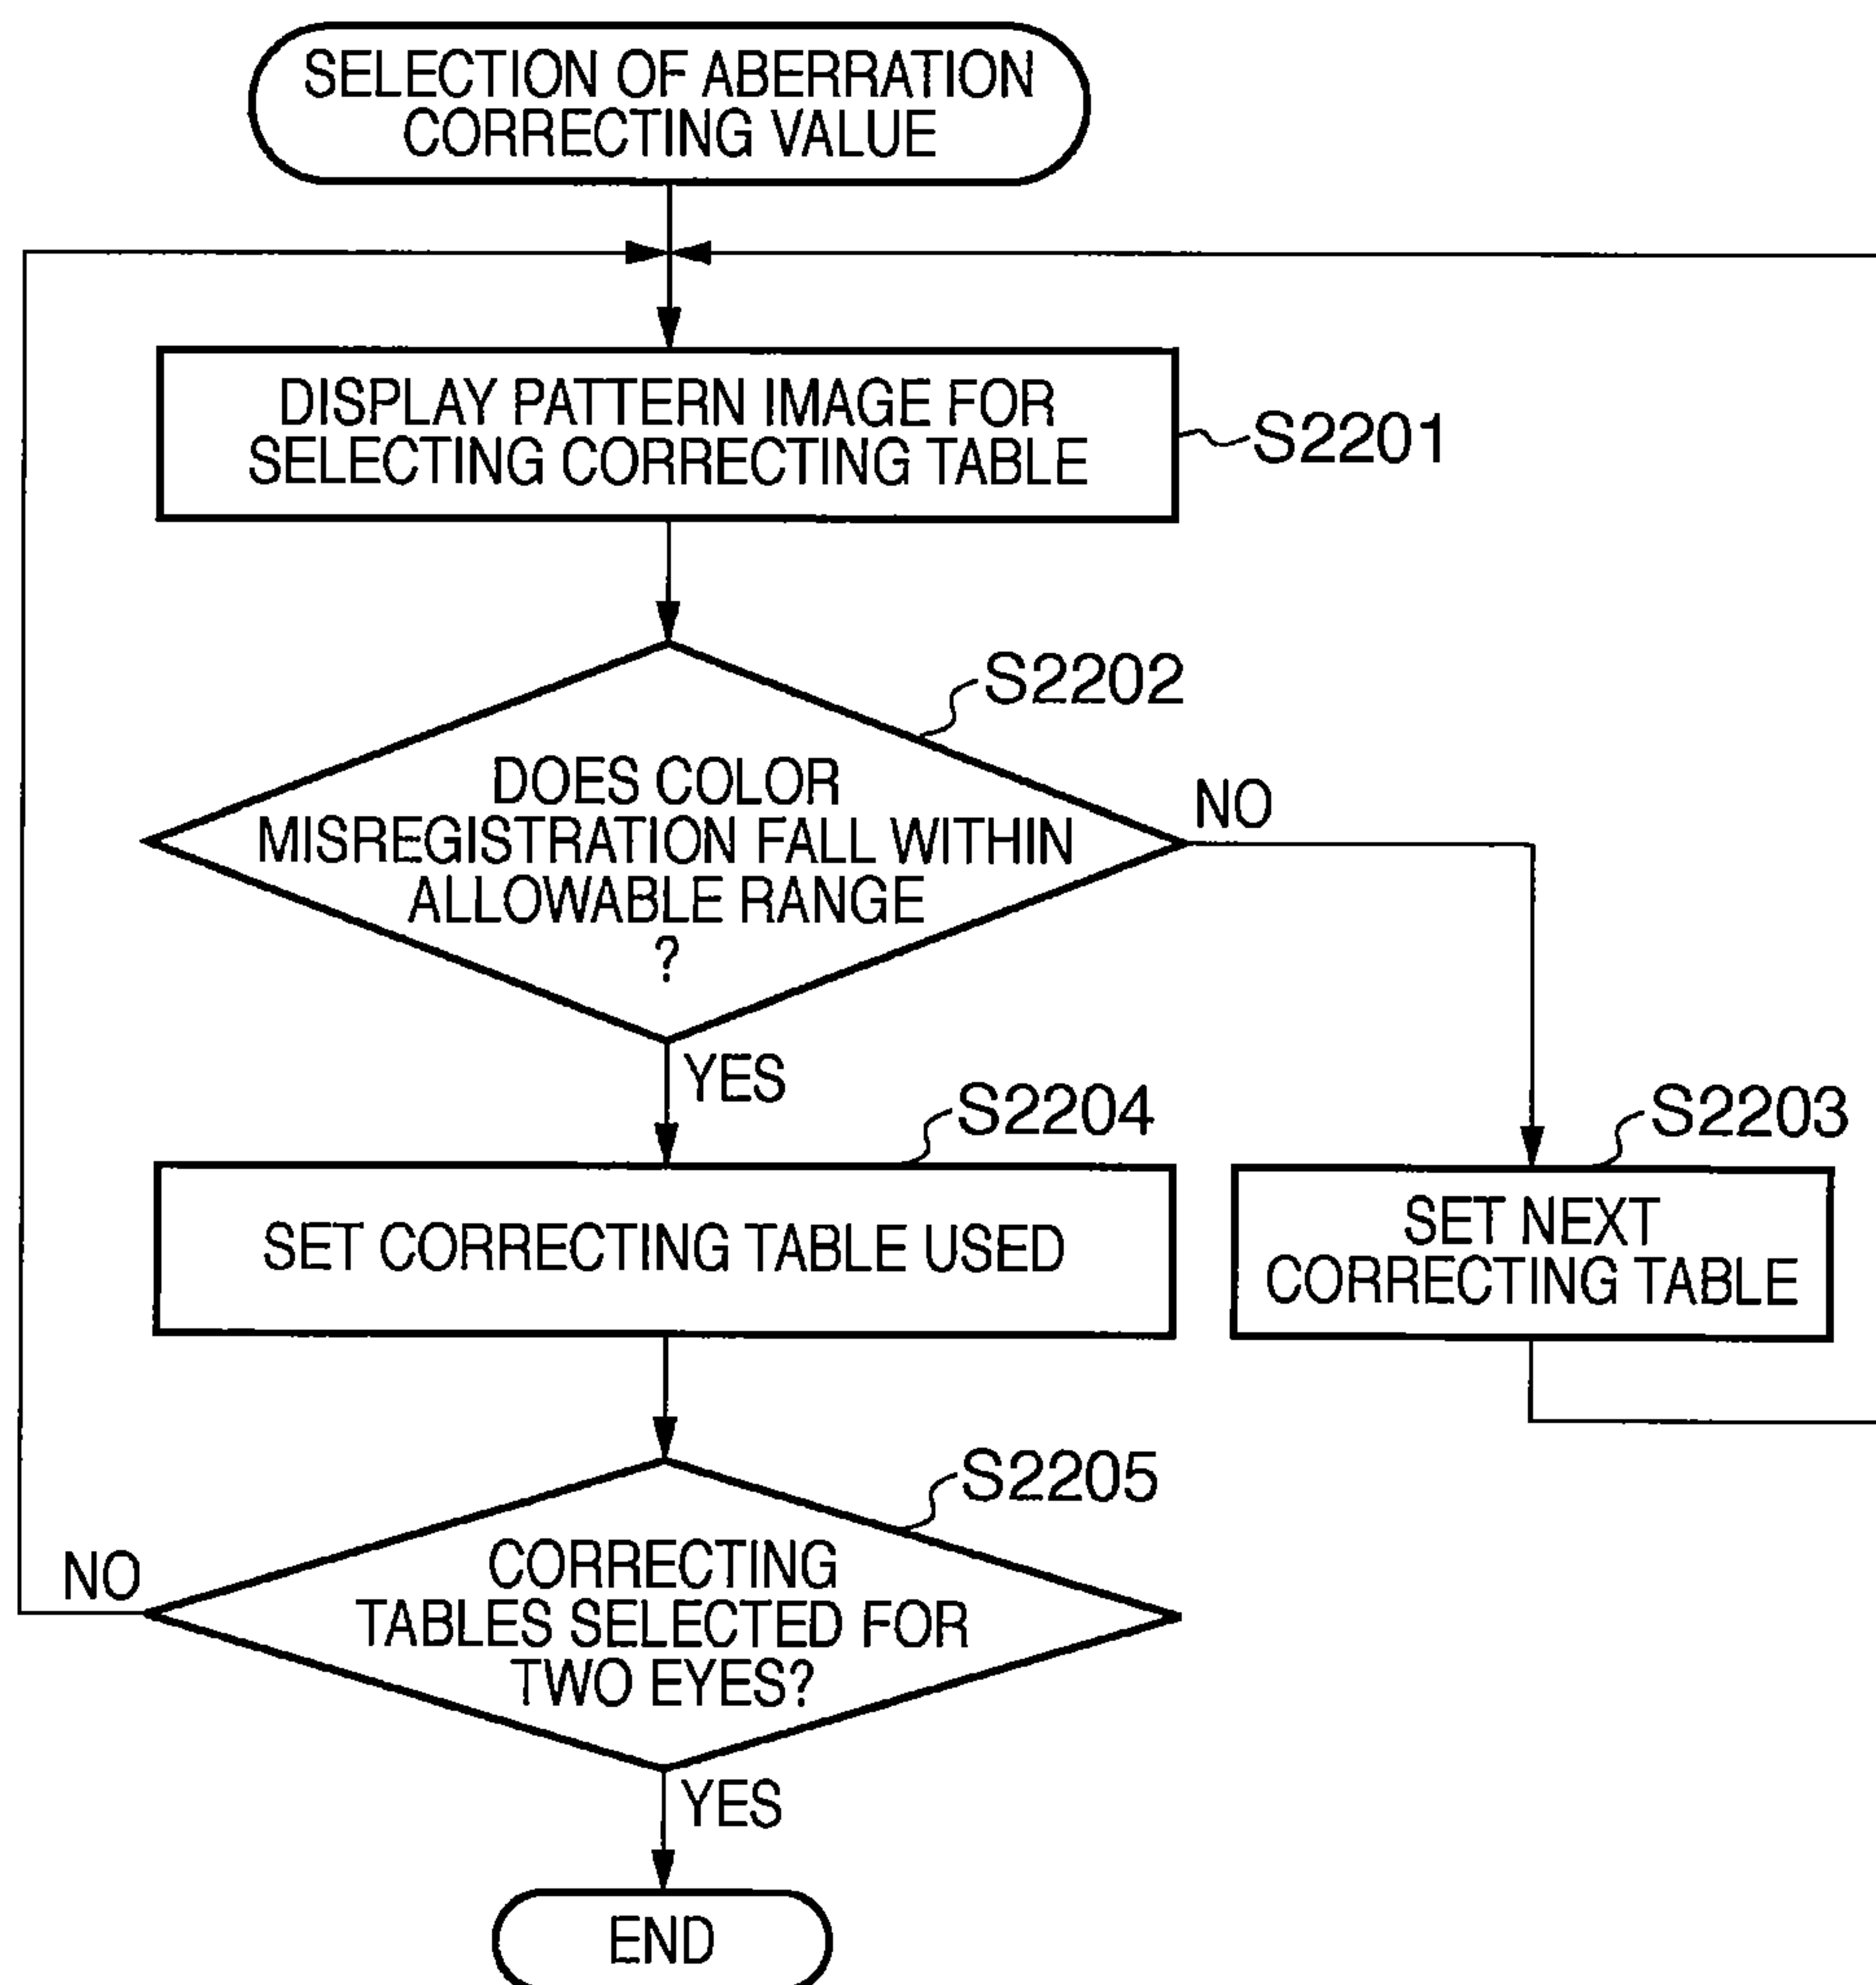 SELECTION OF ABERRATION
CORRECTING VALUE
DISPLAY PATTERN IMAGE FOR
SELECTING CORRECTING TABLE
S2201
S2202
DOES COLOR
MISREGISTRATION FALL WITHIN
ALLOWABLE RANGE
?
NO
YES
S2204
S2203
SET CORRECTING TABLE USED
SET NEXT
CORRECTING TABLE
S2205
CORRECTING
TABLES SELECTED FOR
TWO EYES?
NO
YES
END